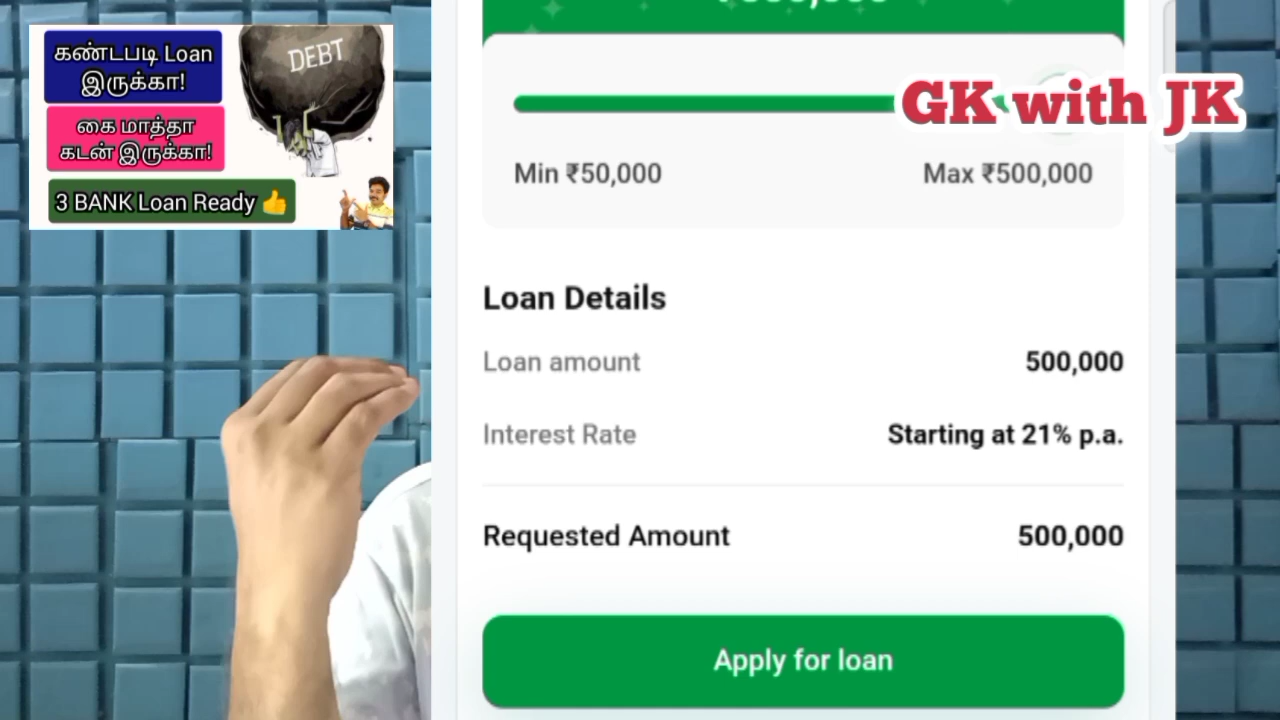 கண்டபடி Loan
இருக்கா!
கை மாத்தா
கடன் இருக்கா!
3 BANK Loan Ready 👍
DEBT
GK with JK
Min ₹50,000
Max ₹500,000
Loan Details
Loan amount
500,000
Interest Rate
Starting at 21% p.a.
Requested Amount
500,000
Apply for loan